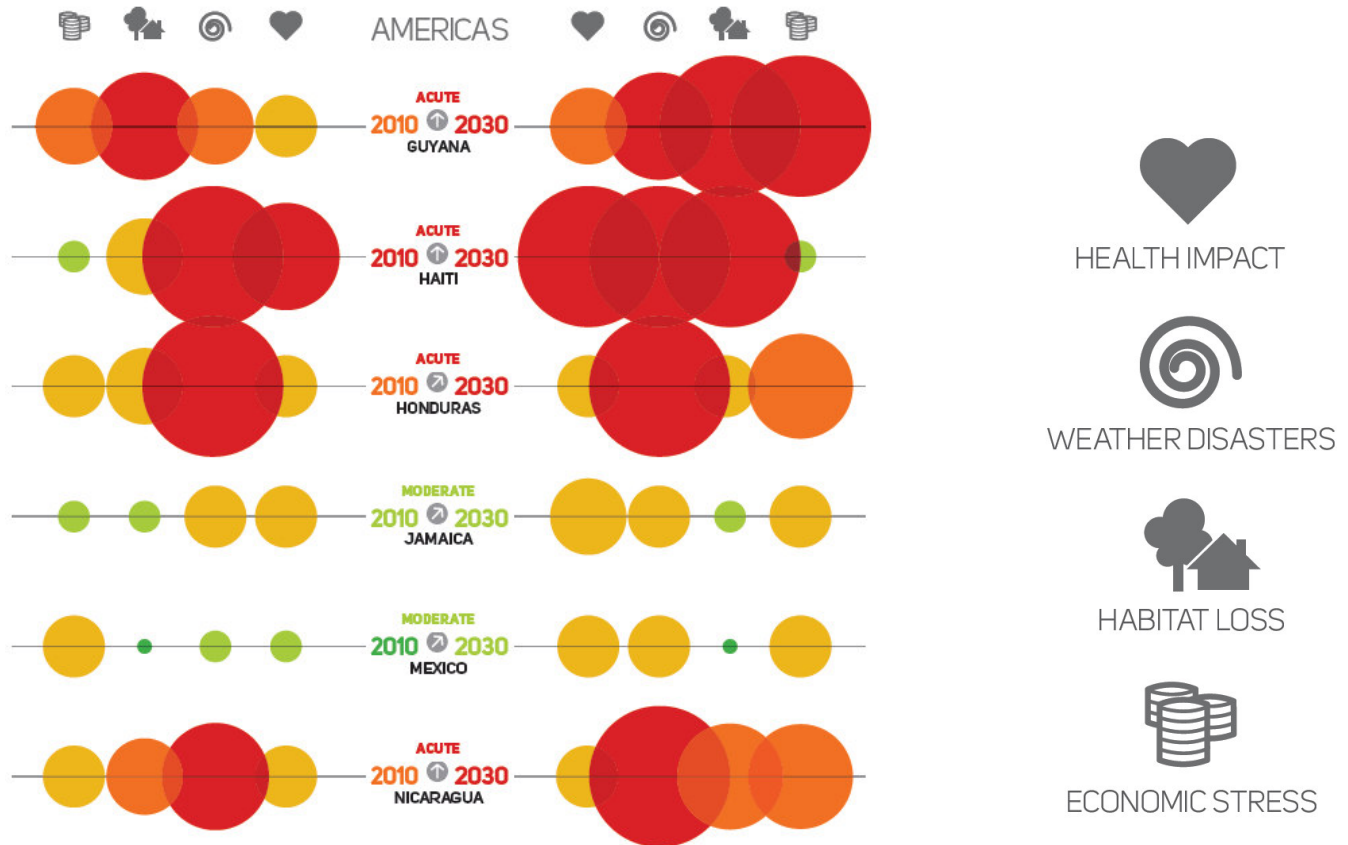 AMERICAS
ACUTE
2010 2030
GUYANA
ACUTE
2010 2030
HAITI
ACUTE
2010 2030
HONDURAS
MODERATE
2010 2030
JAMAICA
MODERATE
2010 2030
MEXICO
ACUTE
2010 2030
NICARAGUA
HEALTH IMPACT
WEATHER DISASTERS
HABITAT LOSS
ECONOMIC STRESS